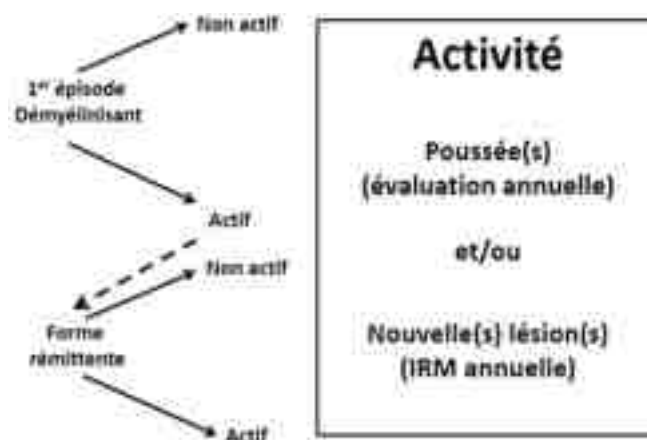 Non actif
1er épisode
Démyélinisant
Actif
Non actif
Forme
rémittente
Actif
Activité
Poussée(s)
(évaluation annuelle)
et/ou
Nouvelle(s) lésion(s)
(IRM annuelle)